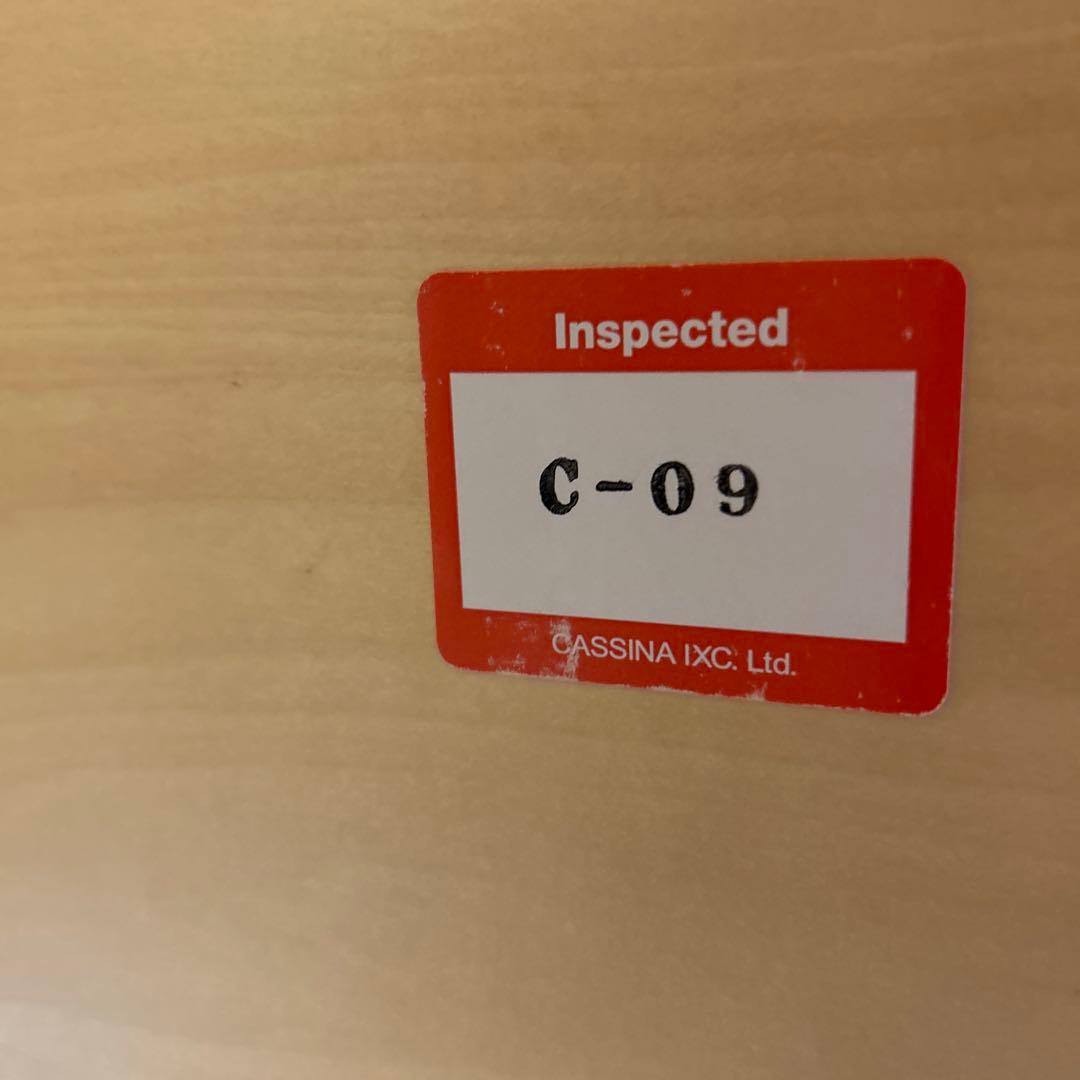 Inspected
C-09
CASSINA IXC. Ltd.